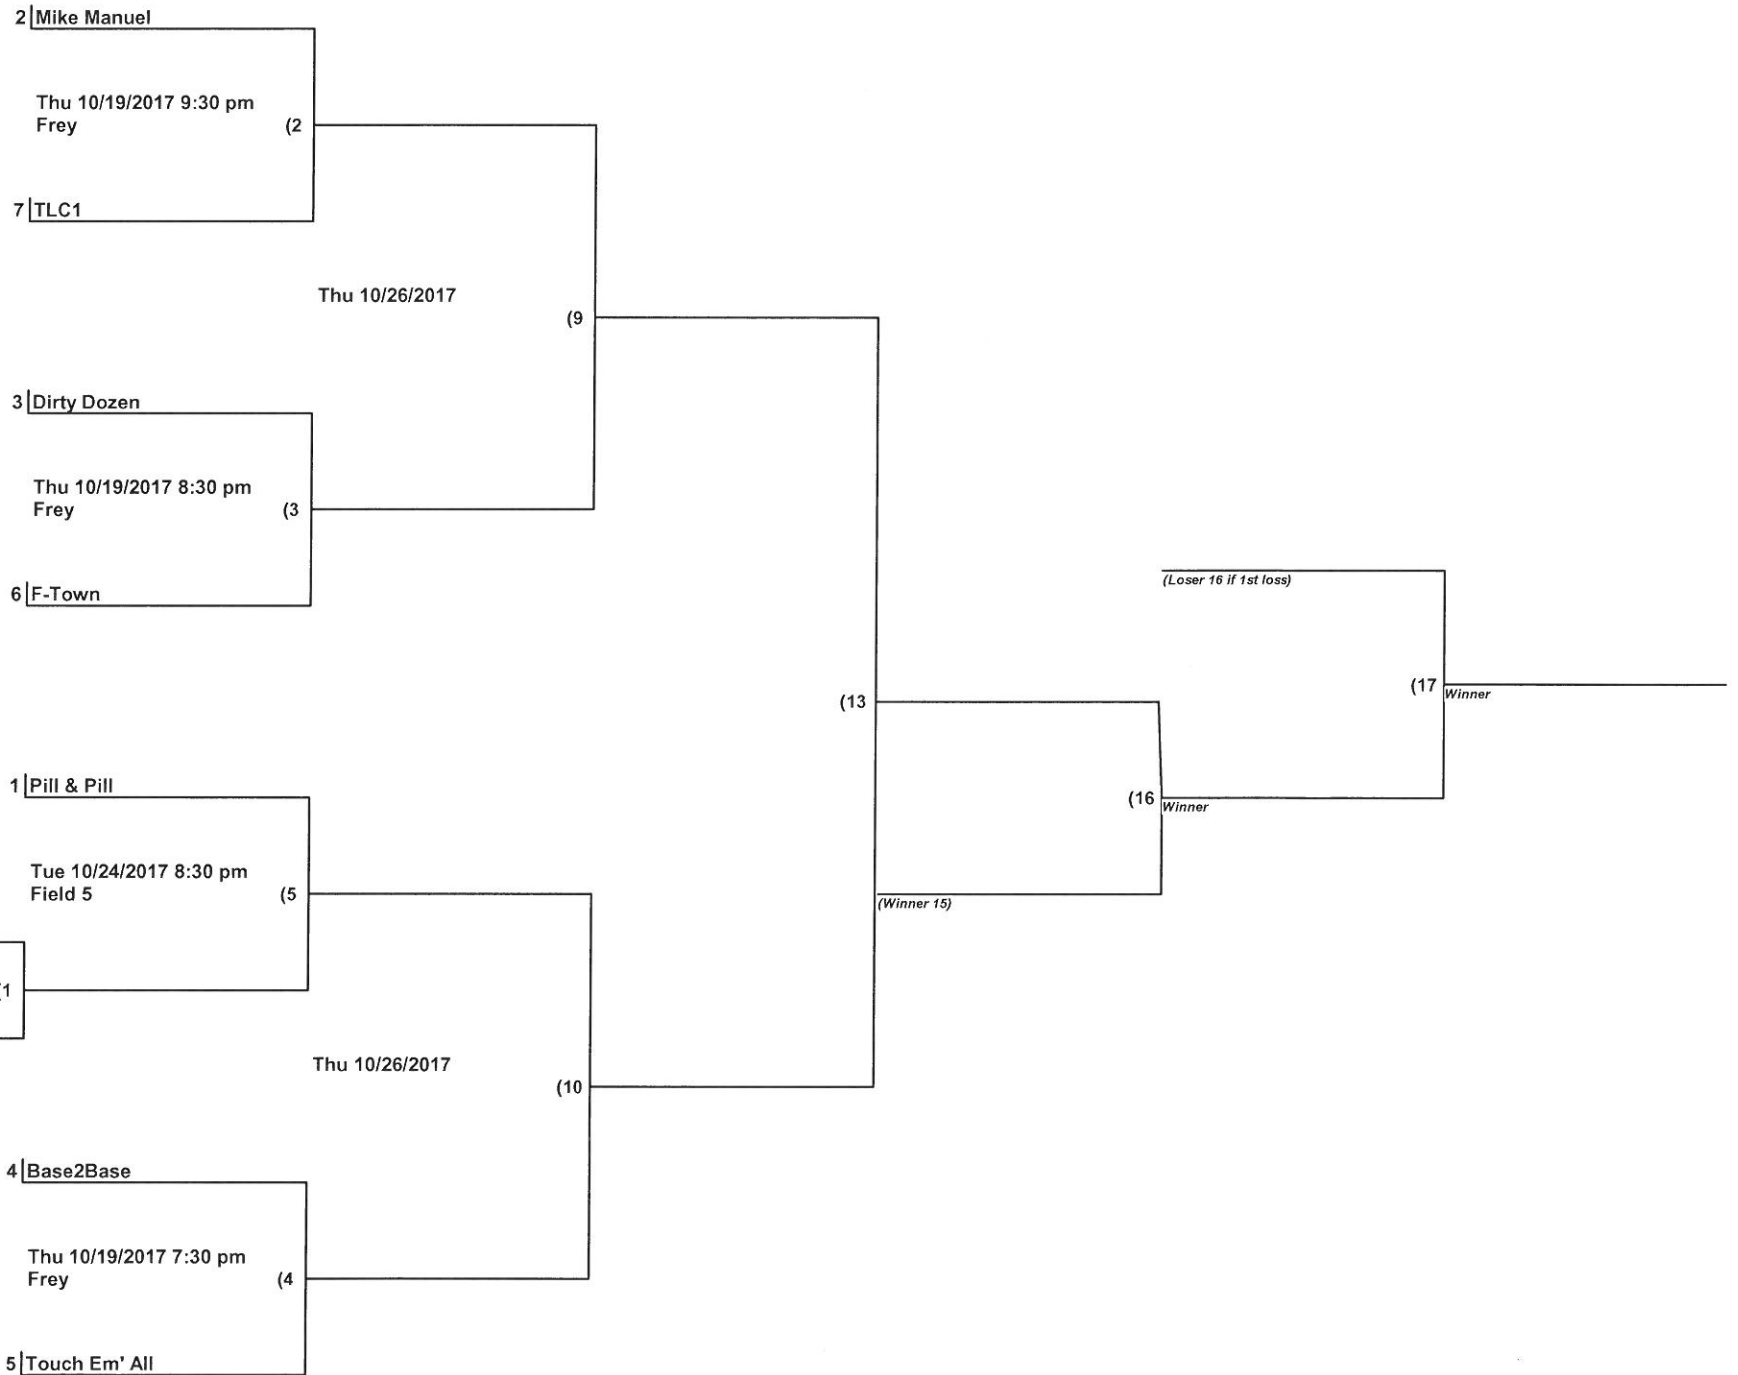 2 Mike Manuel
Thu 10/19/2017 9:30 pm
Frey (2
7 TLC1
Thu 10/26/2017
(9
3 Dirty Dozen
Thu 10/19/2017 8:30 pm
Frey (3
6 F-Town
(Loser 16 if 1st loss)
(17 Winner
(13
1 Pill & Pill
(16 Winner
Tue 10/24/2017 8:30 pm
Field 5 (5
(Winner 15)
(1
Thu 10/26/2017
(10
4 Base2Base
Thu 10/19/2017 7:30 pm
Frey (4
5 Touch Em' All